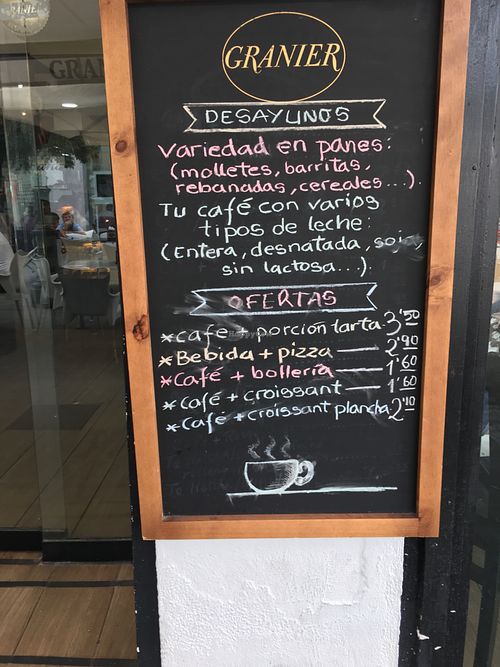 GRAN
GRANIER
DESAYUNOS
Variedad en panes:
(molletes, barritas,
rebanadas, cereales...).
Tu café con varios
tipos de leche:
(Entera, desnatada, soja,
sin lactosa...).
OFERTAS
*café + porción tarta 3'50
*Bebida + pizza — 2'90
*Café + bollería — 1'60
*café + croissant — 1'60
*café + croissant plancha 2'10